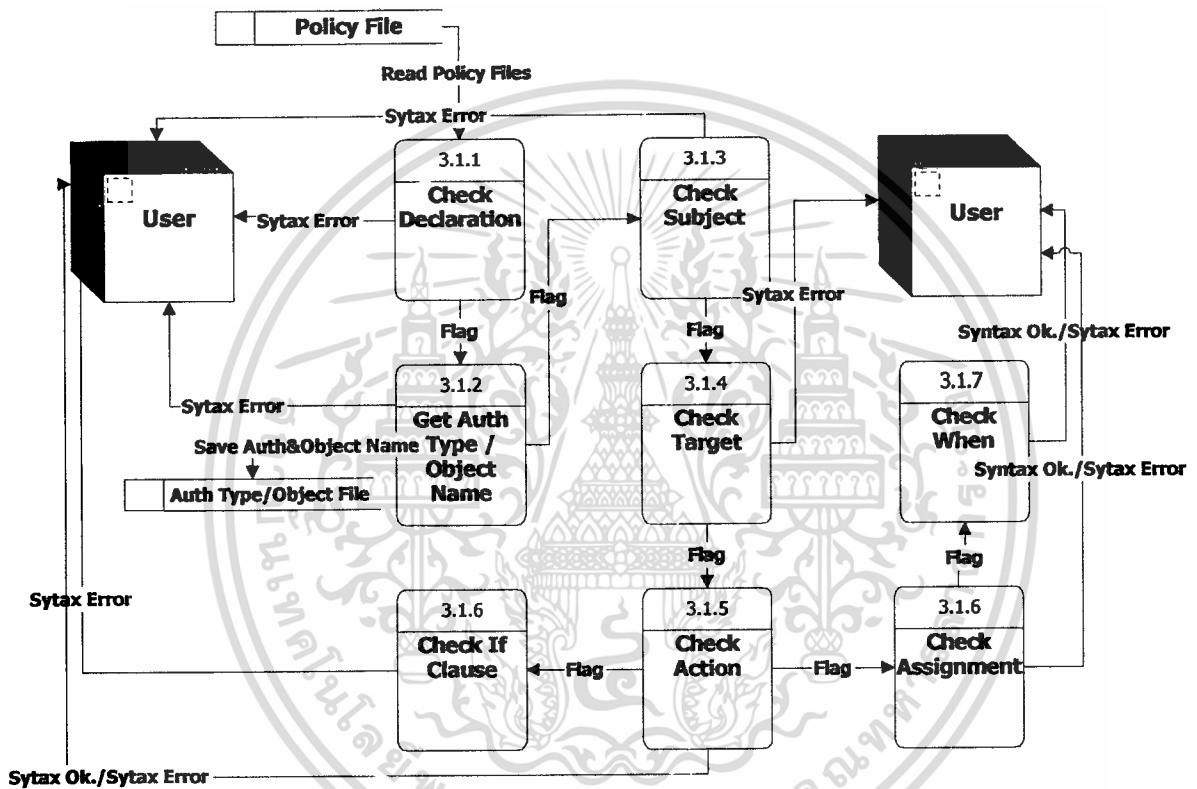 Policy File
Read Policy Files
Sytax Error
3.1.1
Check
Declaration
3.1.3
Check
Subject
User
Sytax Error
User
Flag
Flag
Flag
Sytax Error
Syntax Ok./Sytax Error
3.1.2
Get Auth
Type /
Object
Name
3.1.4
Check
Target
3.1.7
Check
When
Sytax Error
Save Auth&Object Name
Auth Type/Object File
Syntax Ok./Sytax Error
Flag
Flag
Sytax Error
3.1.6
Check If
Clause
3.1.5
Check
Action
3.1.6
Check
Assignment
Flag
Flag
Sytax Ok./Sytax Error